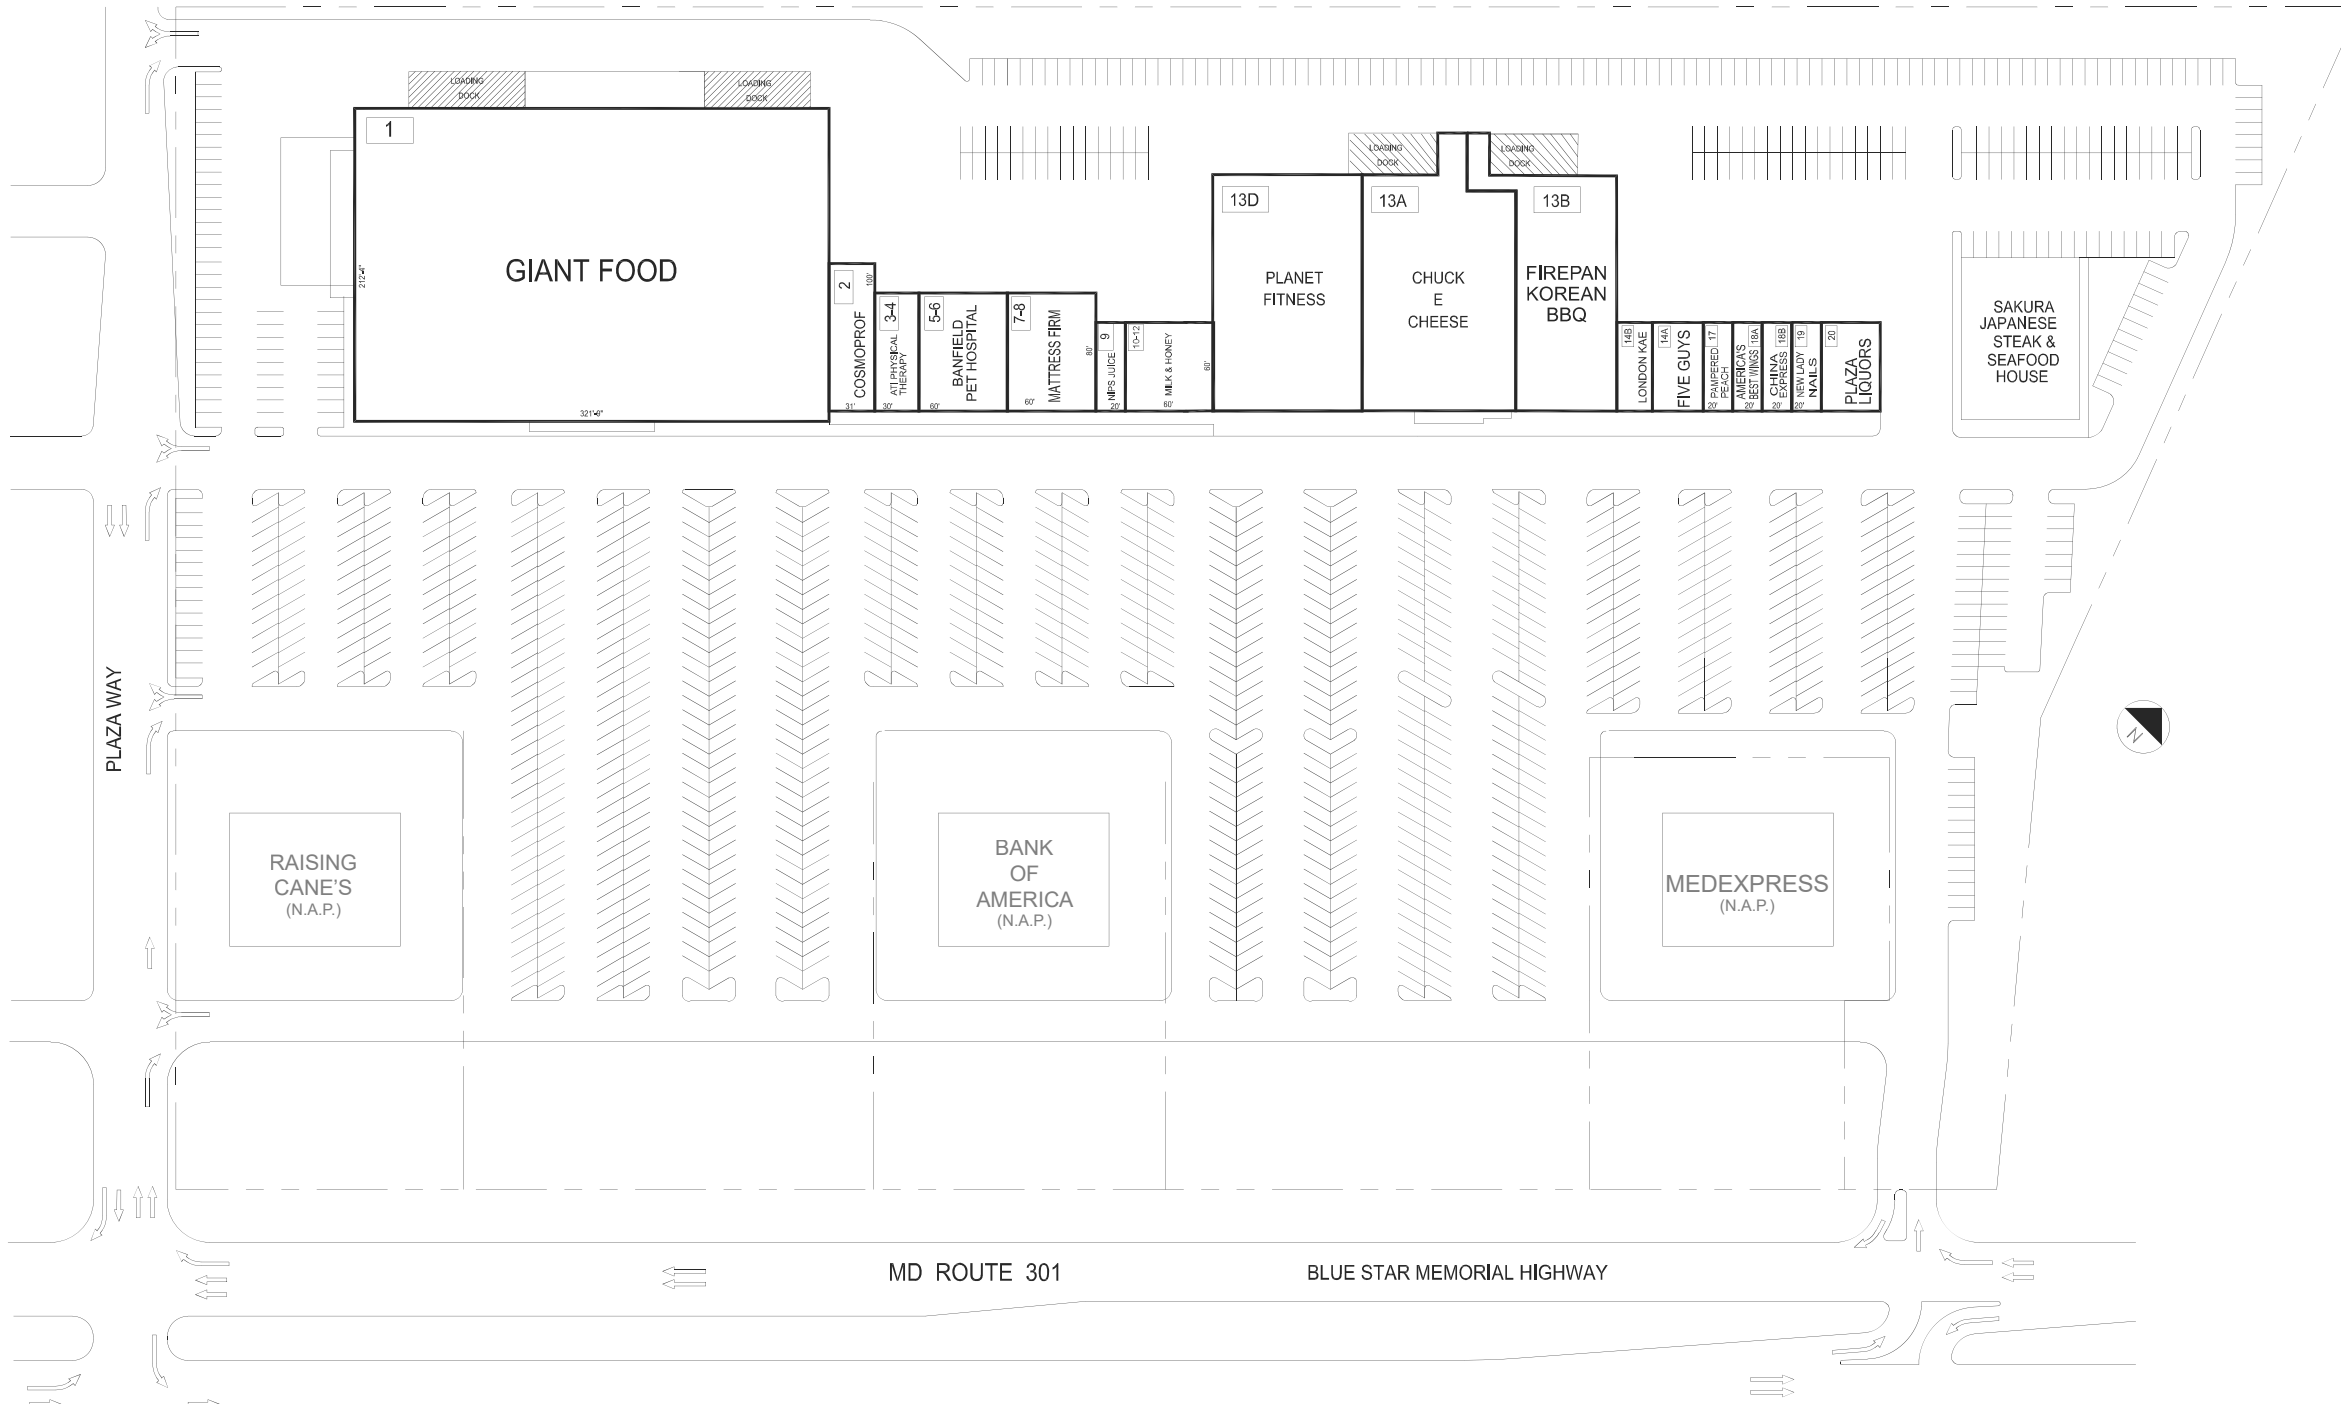 LOADING
DOCK
LOADING
DOCK
1
GIANT FOOD
212'-4"
321'-9"
2
100'
COSMOPROF
31'
3-4
ATI PHYSICAL
THERAPY
30'
5-6
BANFIELD
PET HOSPITAL
60'
7-8
MATTRESS FIRM
80'
60'
9
NIPS JUICE
20'
10-12
MILK & HONEY
60'
60'
13D
PLANET
FITNESS
LOADING
DOCK
13A
CHUCK
E
CHEESE
LOADING
DOCK
13B
FIREPAN
KOREAN
BBQ
14B
LONDON KAE
14A
FIVE GUYS
17
PAMPERED
PEACH
20'
18A
AMERICA'S
BEST WINGS
20'
18B
CHINA
EXPRESS
20'
19
NEW LADY
NAILS
20'
20
PLAZA
LIQUORS
SAKURA
JAPANESE
STEAK &
SEAFOOD
HOUSE
PLAZA WAY
N
RAISING
CANE'S
(N.A.P.)
BANK
OF
AMERICA
(N.A.P.)
MEDEXPRESS
(N.A.P.)
MD ROUTE 301
BLUE STAR MEMORIAL HIGHWAY